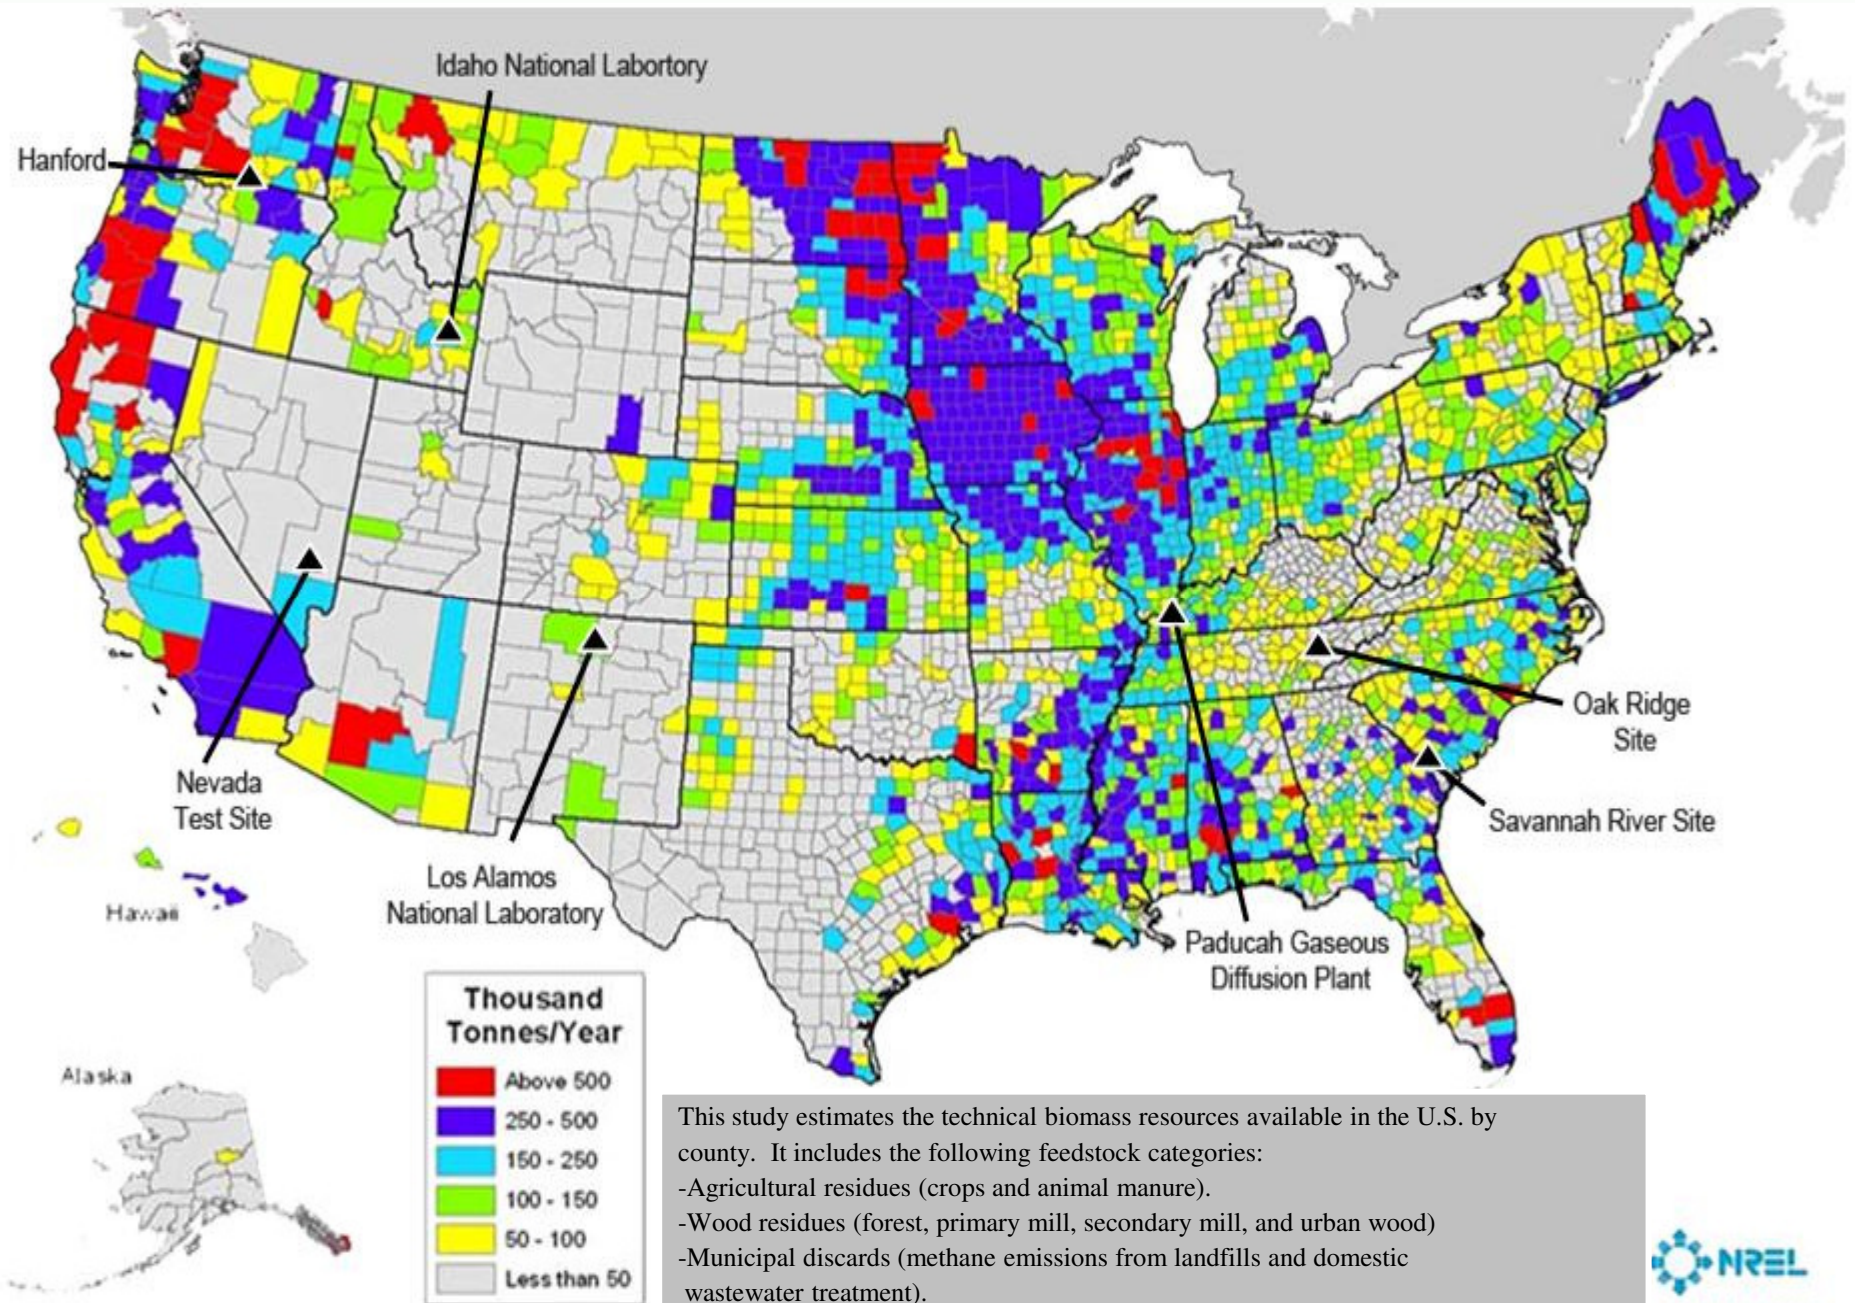 Idaho National Labortory
Hanford
Nevada
Test Site
Los Alamos
National Laboratory
Oak Ridge
Site
Savannah River Site
Paducah Gaseous
Diffusion Plant
Hawaii
Alaska
Thousand
Tonnes/Year
Above 500
250 - 500
150 - 250
100 - 150
50 - 100
Less than 50
This study estimates the technical biomass resources available in the U.S. by
county. It includes the following feedstock categories:
-Agricultural residues (crops and animal manure).
-Wood residues (forest, primary mill, secondary mill, and urban wood)
-Municipal discards (methane emissions from landfills and domestic
wastewater treatment).
NREL